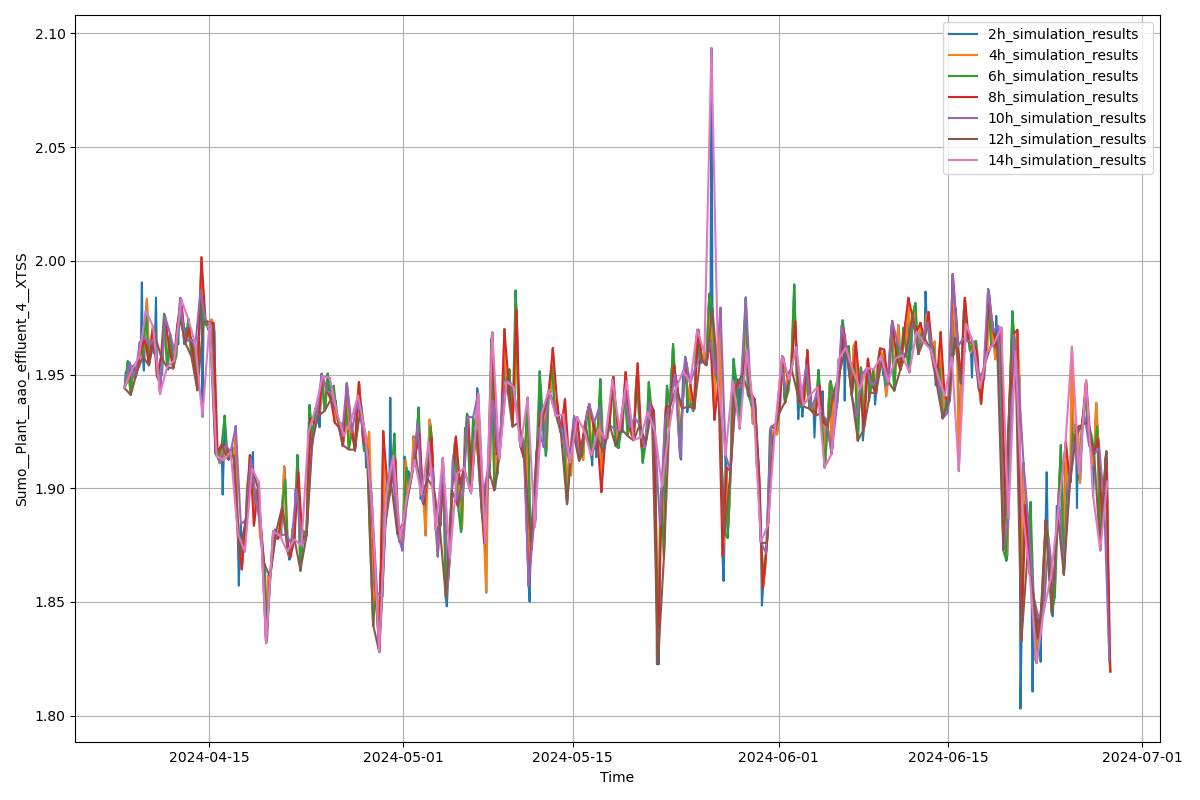 2.10
2.05
2.00
1.95
1.90
1.85
1.80
Sumo__Plant__aao_effluent_4__XTSS
2h_simulation_results
4h_simulation_results
6h_simulation_results
8h_simulation_results
10h_simulation_results
12h_simulation_results
14h_simulation_results
2024-04-15
2024-05-01
2024-05-15
2024-06-01
2024-06-15
2024-07-01
Time